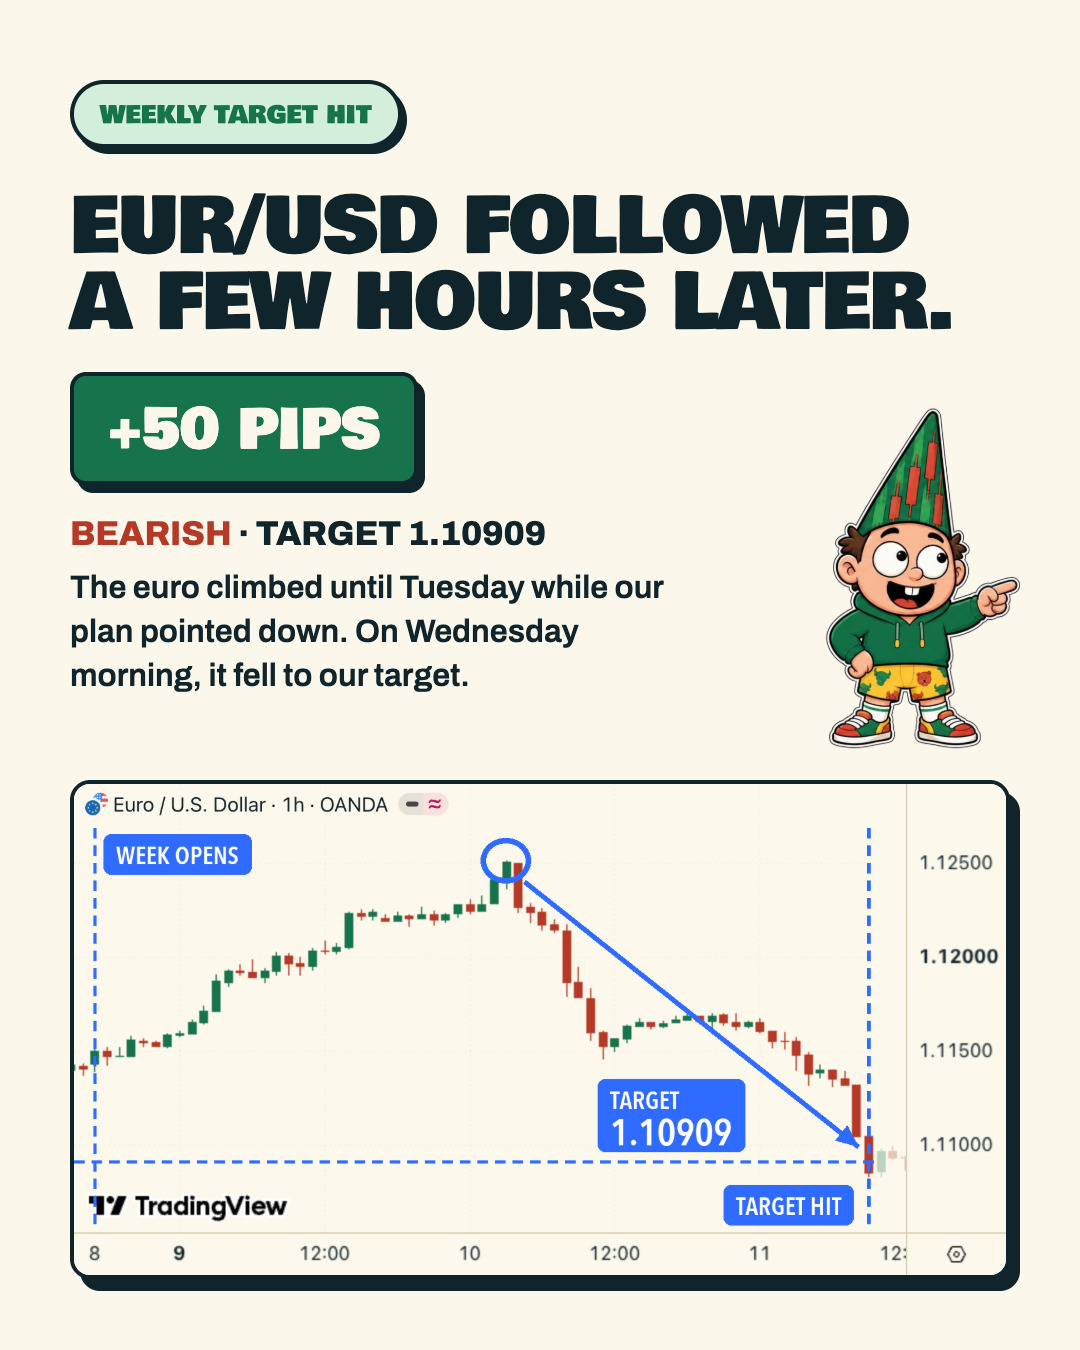 WEEKLY TARGET HIT
EUR/USD FOLLOWED
A FEW HOURS LATER.
+50 PIPS
BEARISH · TARGET 1.10909
The euro climbed until Tuesday while our
plan pointed down. On Wednesday
morning, it fell to our target.
Euro / U.S. Dollar · 1h · OANDA
WEEK OPENS
1.12500
1.12000
1.11500
TARGET
1.10909
1.11000
TARGET HIT
TradingView
8 9 12:00 10 12:00 11 12: